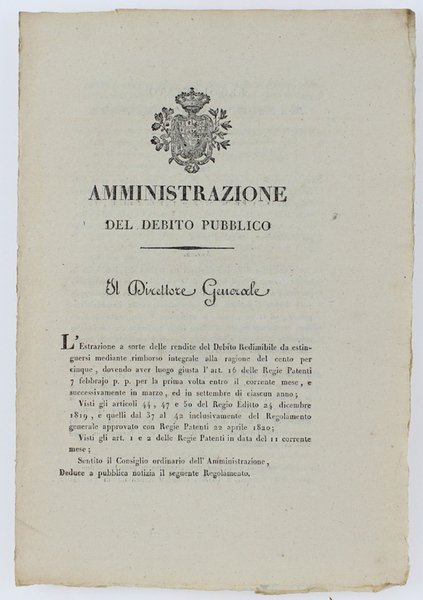 AMMINISTRAZIONE
DEL DEBITO PUBBLICO
Il Direttore Generale
L'Estrazione a sorte delle rendite del Debito Redimibile da estin-
guersi mediante rimborso integrale alla ragione del cento per
cinque, dovendo aver luogo giusta l'art. 16 delle Regie Patenti
7 febbrajo p. p. per la prima volta entro il corrente mese, e
successivamente in marzo, ed in settembre di ciascun anno;
Visti gli articoli 44, 47 e 50 del Regio Editto 24 dicembre
1819, e quelli dal 37 al 42 inclusivamente del Regolamento
generale approvato con Regie Patenti 22 aprile 1820;
Visti gli art. 1 e 2 delle Regie Patenti in data del 11 corrente
mese;
Sentito il Consiglio ordinario dell'Amministrazione,
Deduce a pubblica notizia il seguente Regolamento.